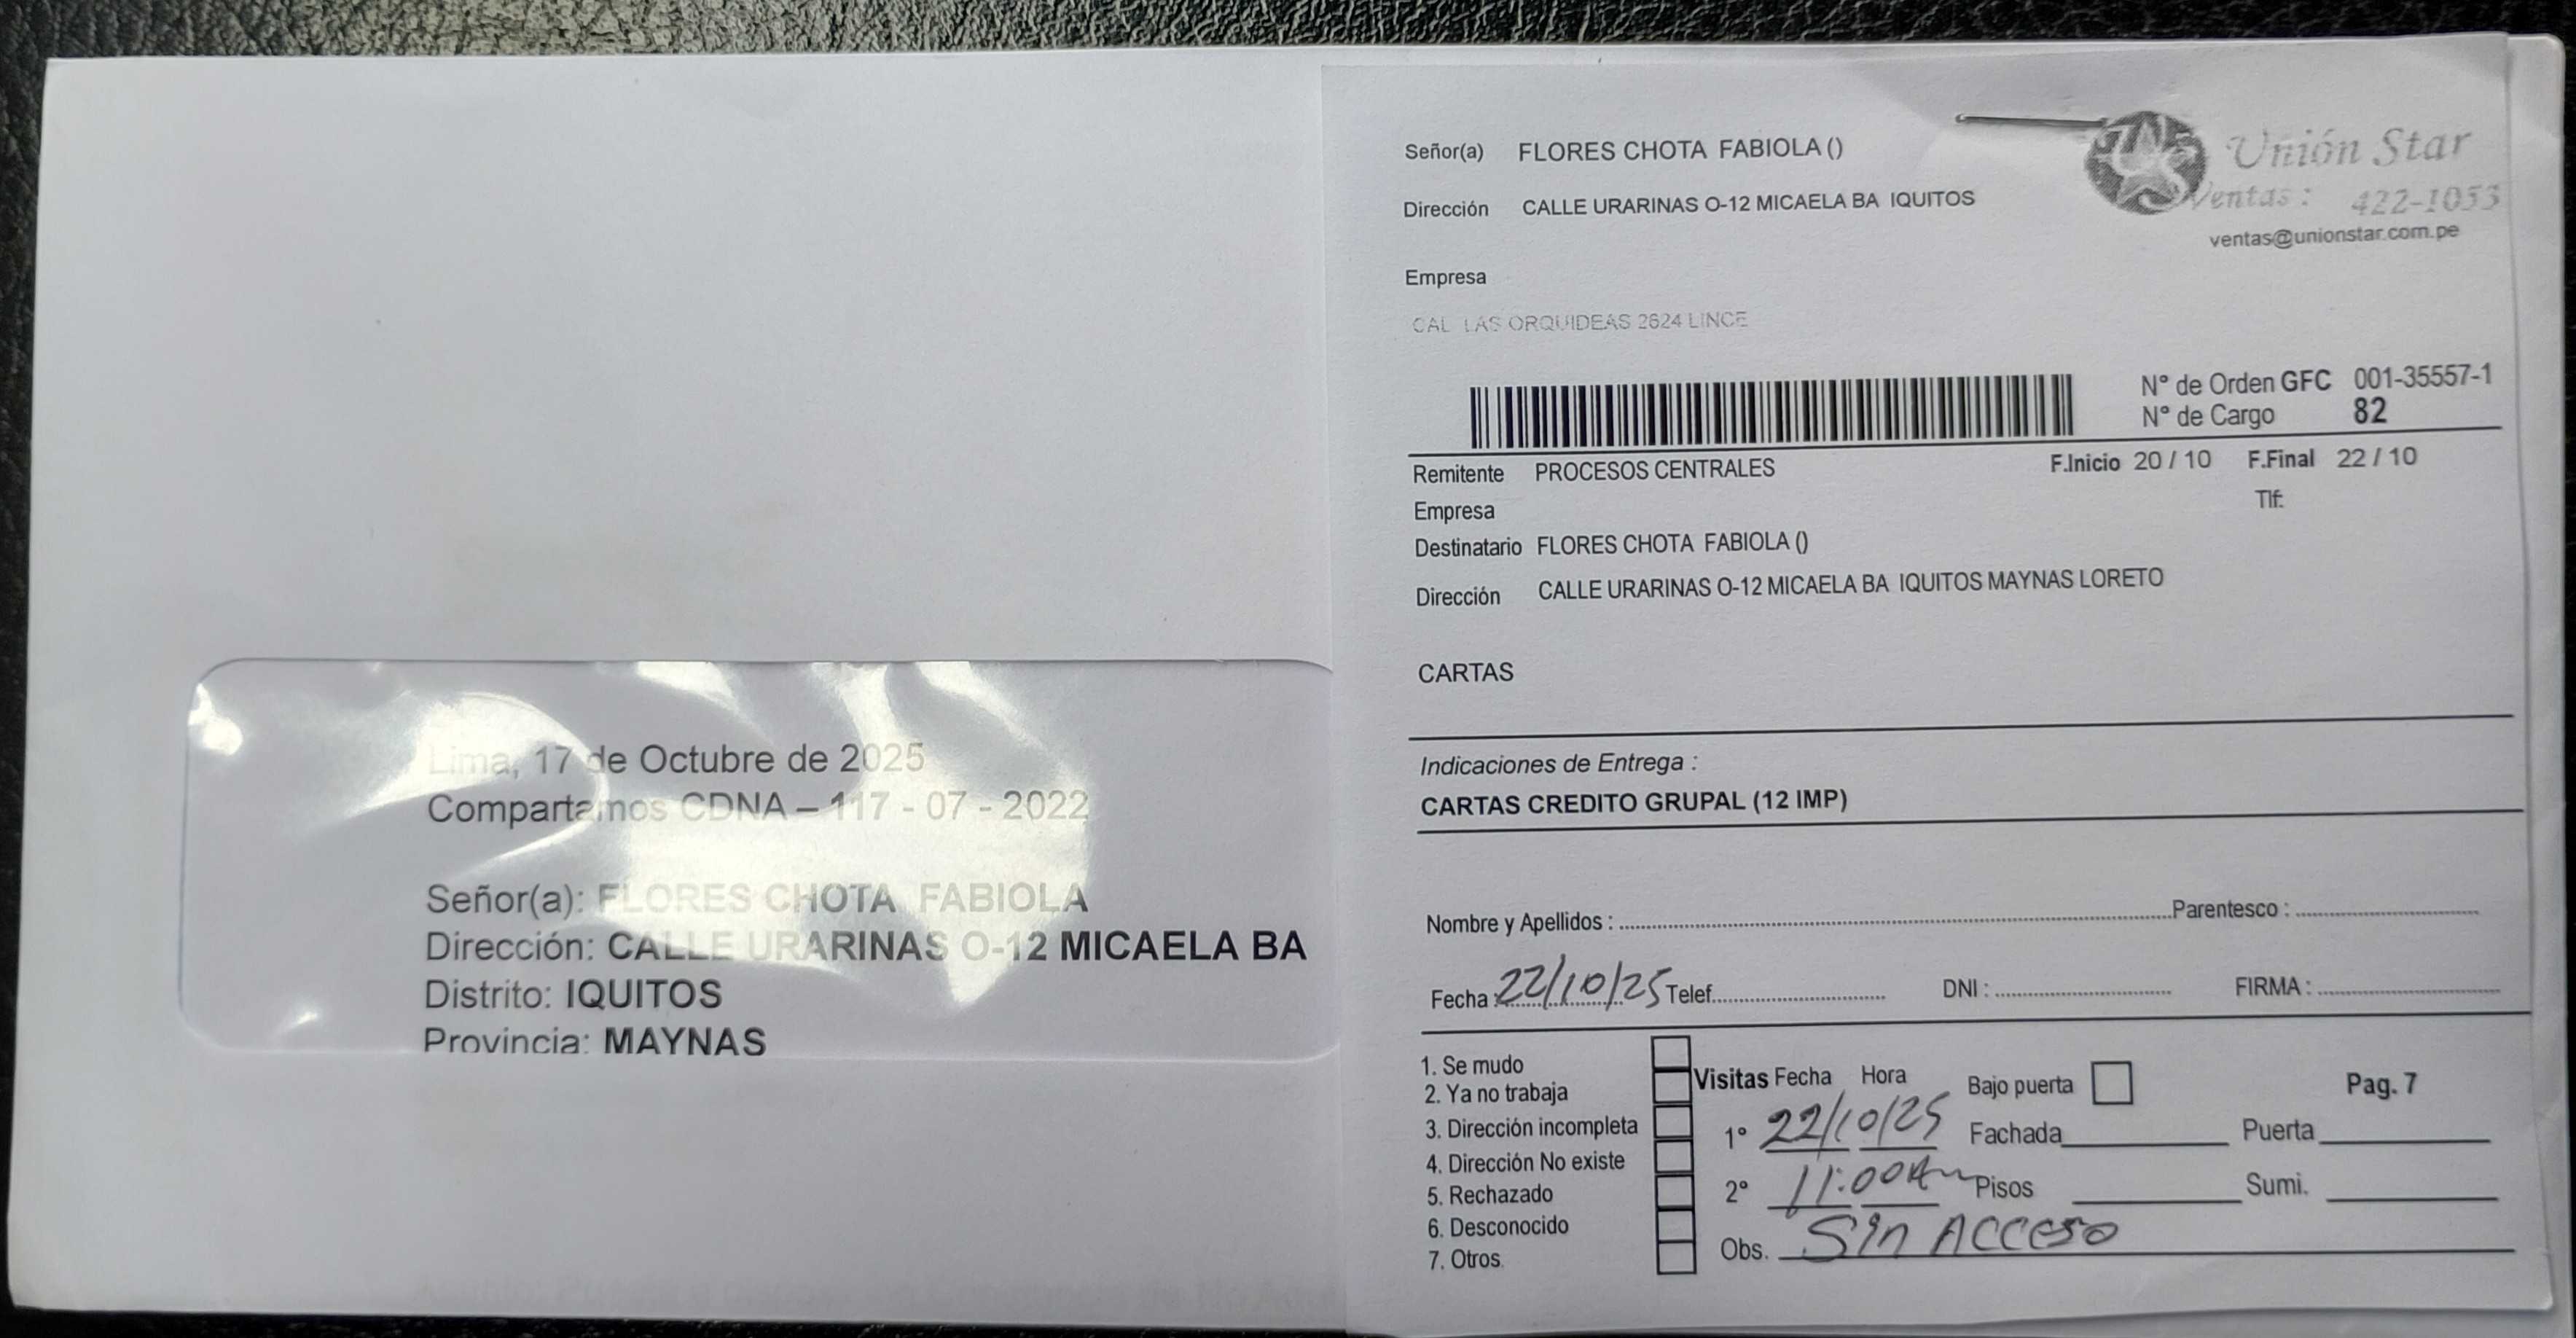 Lima, 17 de Octubre de 2025
Compartamos CDNA – 117 - 07 - 2022
Señor(a): FLORES CHOTA FABIOLA
Dirección: CALLE URARINAS O-12 MICAELA BA
Distrito: IQUITOS
Provincia: MAYNAS
Señor(a) FLORES CHOTA FABIOLA ()
Unión Star
Dirección CALLE URARINAS O-12 MICAELA BA IQUITOS
Ventas : 422-1053
ventas@unionstar.com.pe
Empresa
CAL LAS ORQUIDEAS 2624 LINCE
N° de Orden GFC 001-35557-1
N° de Cargo 82
Remitente PROCESOS CENTRALES F.Inicio 20 / 10 F.Final 22 / 10
Empresa Tlf:
Destinatario FLORES CHOTA FABIOLA ()
Dirección CALLE URARINAS O-12 MICAELA BA IQUITOS MAYNAS LORETO
CARTAS
Indicaciones de Entrega :
CARTAS CREDITO GRUPAL (12 IMP)
Nombre y Apellidos : Parentesco :
Fecha : 22/10/25 Telef. DNI : FIRMA :
1. Se mudo
2. Ya no trabaja
3. Dirección incompleta
4. Dirección No existe
5. Rechazado
6. Desconocido
7. Otros
Visitas Fecha Hora Bajo puerta Pag. 7
1° 22/10/25 Fachada Puerta
2° 11:00Am Pisos Sumi.
Obs. Sin Acceso